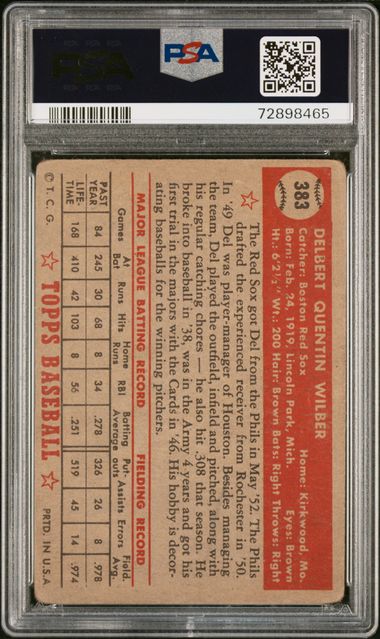 PSA
PSA
72898465
383
DELBERT QUENTIN WILBER
Catcher: Boston Red Sox Home: Kirkwood, Mo.
Born: Feb. 24, 1919, Lincoln Park, Mich. Eyes: Brown
Ht.: 6'2½" Wt.: 200 Hair: Brown Bats: Right Throws: Right
The Red Sox got Del from the Phils in May '52. The Phils
drafted the experienced receiver from Rochester in '50.
In '49 Del was player-manager of Houston. Besides managing
the team, Del played the outfield, infield and pitched, along with
his regular catching chores — he also hit .308 that season. He
broke into baseball in '38, was in the Army 4 years and got his
first trial in the majors with the Cards in '46. His hobby is decor-
ating baseballs for the winning pitchers.
MAJOR LEAGUE BATTING RECORD FIELDING RECORD
Games At Bat Runs Hits Home Runs RBI Batting Average Put-outs Assists Errors Field. Avg.
PAST YEAR 84 245 30 68 8 34 .278 326 26 8 .978
LIFE-TIME 168 410 42 103 8 56 .251 519 45 14 .974
© T. C. G. TOPPS BASEBALL PRTD. IN U.S.A